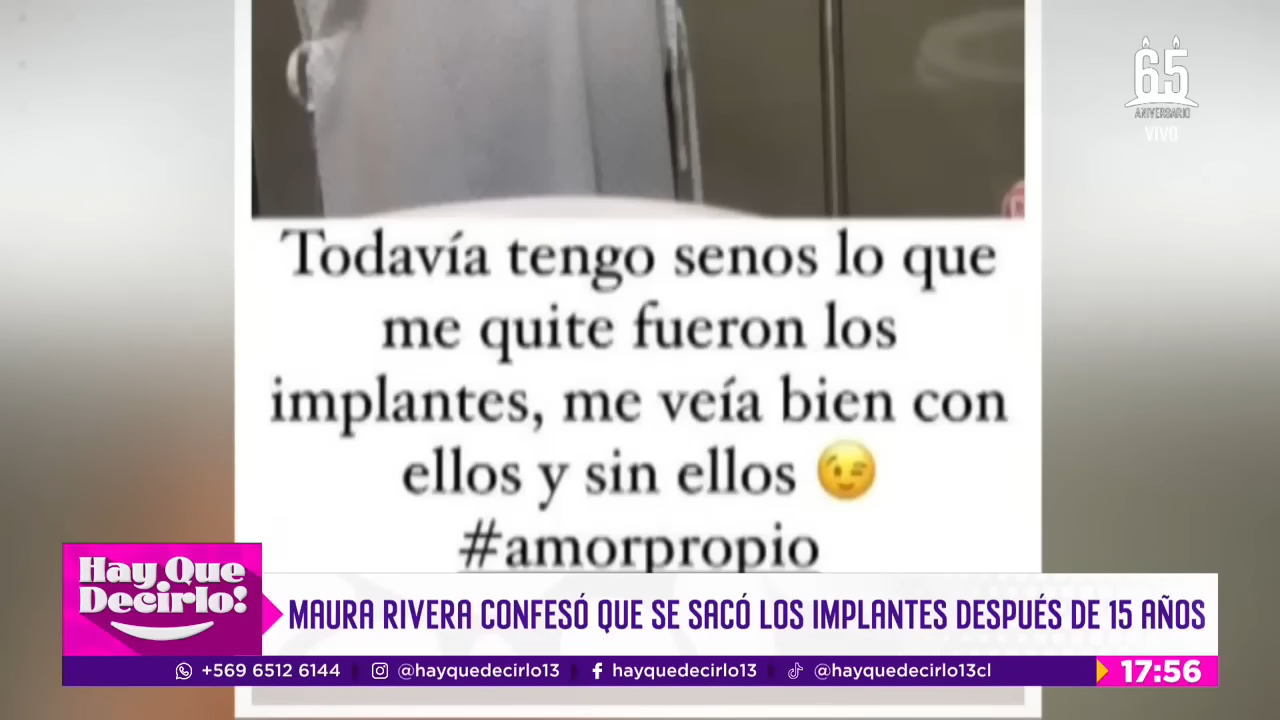 65
ANIVERSARIO
VIVO
Todavía tengo senos lo que
me quite fueron los
implantes, me veía bien con
ellos y sin ellos 😉
#amorpropio
Hay Que
Decirlo!
MAURA RIVERA CONFESÓ QUE SE SACÓ LOS IMPLANTES DESPUÉS DE 15 AÑOS
+569 6512 6144 @hayquedecirlo13 hayquedecirlo13 @hayquedecirlo13cl 17:56